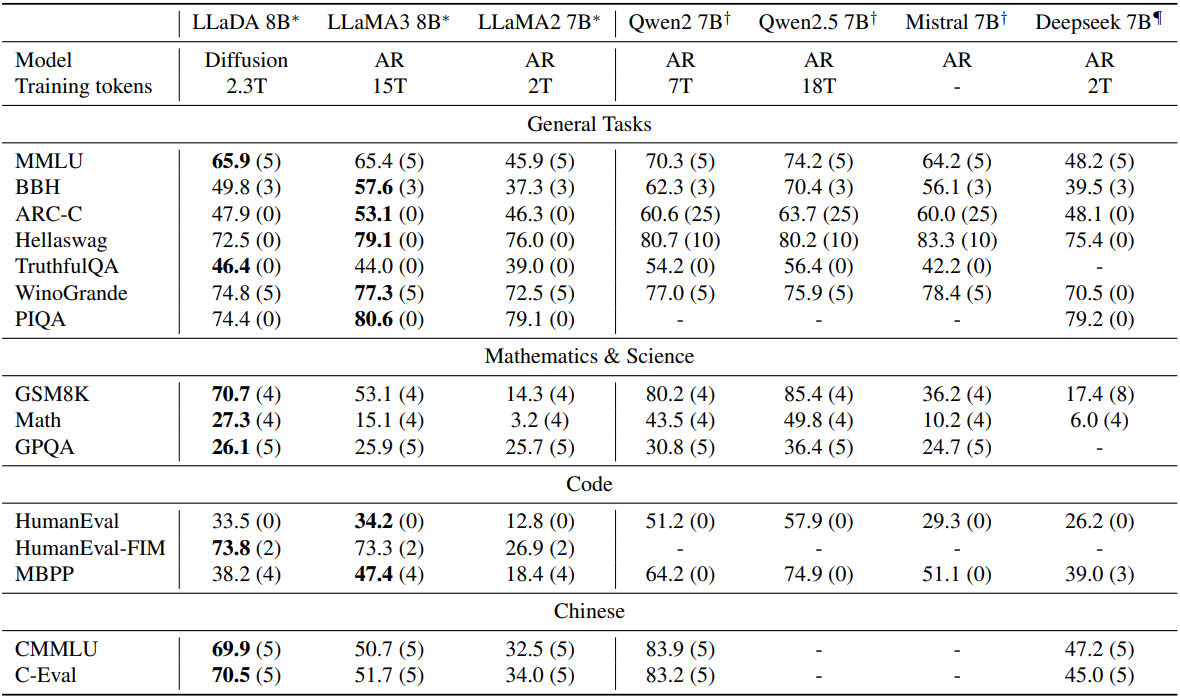 LLaDA 8B* LLaMA3 8B* LLaMA2 7B* Qwen2 7B† Qwen2.5 7B† Mistral 7B† Deepseek 7B¶
Model Diffusion AR AR AR AR AR AR
Training tokens 2.3T 15T 2T 7T 18T - 2T
General Tasks
MMLU 65.9 (5) 65.4 (5) 45.9 (5) 70.3 (5) 74.2 (5) 64.2 (5) 48.2 (5)
BBH 49.8 (3) 57.6 (3) 37.3 (3) 62.3 (3) 70.4 (3) 56.1 (3) 39.5 (3)
ARC-C 47.9 (0) 53.1 (0) 46.3 (0) 60.6 (25) 63.7 (25) 60.0 (25) 48.1 (0)
Hellaswag 72.5 (0) 79.1 (0) 76.0 (0) 80.7 (10) 80.2 (10) 83.3 (10) 75.4 (0)
TruthfulQA 46.4 (0) 44.0 (0) 39.0 (0) 54.2 (0) 56.4 (0) 42.2 (0) -
WinoGrande 74.8 (5) 77.3 (5) 72.5 (5) 77.0 (5) 75.9 (5) 78.4 (5) 70.5 (0)
PIQA 74.4 (0) 80.6 (0) 79.1 (0) - - - 79.2 (0)
Mathematics & Science
GSM8K 70.7 (4) 53.1 (4) 14.3 (4) 80.2 (4) 85.4 (4) 36.2 (4) 17.4 (8)
Math 27.3 (4) 15.1 (4) 3.2 (4) 43.5 (4) 49.8 (4) 10.2 (4) 6.0 (4)
GPQA 26.1 (5) 25.9 (5) 25.7 (5) 30.8 (5) 36.4 (5) 24.7 (5) -
Code
HumanEval 33.5 (0) 34.2 (0) 12.8 (0) 51.2 (0) 57.9 (0) 29.3 (0) 26.2 (0)
HumanEval-FIM 73.8 (2) 73.3 (2) 26.9 (2) - - - -
MBPP 38.2 (4) 47.4 (4) 18.4 (4) 64.2 (0) 74.9 (0) 51.1 (0) 39.0 (3)
Chinese
CMMLU 69.9 (5) 50.7 (5) 32.5 (5) 83.9 (5) - - 47.2 (5)
C-Eval 70.5 (5) 51.7 (5) 34.0 (5) 83.2 (5) - - 45.0 (5)